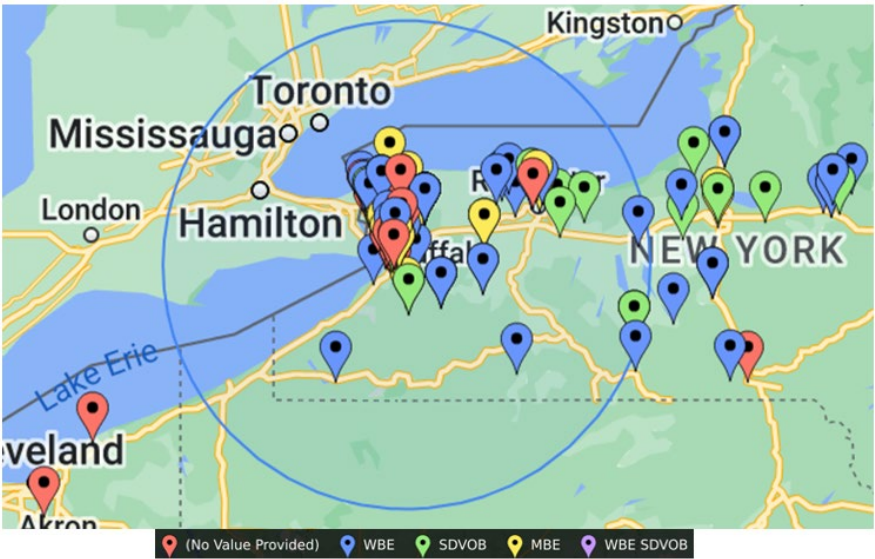 Kingston
Toronto
Mississauga
London
Hamilton
NEW YORK
Lake Erie
eveland
Akron
(No Value Provided) WBE SDVOB MBE WBE SDVOB